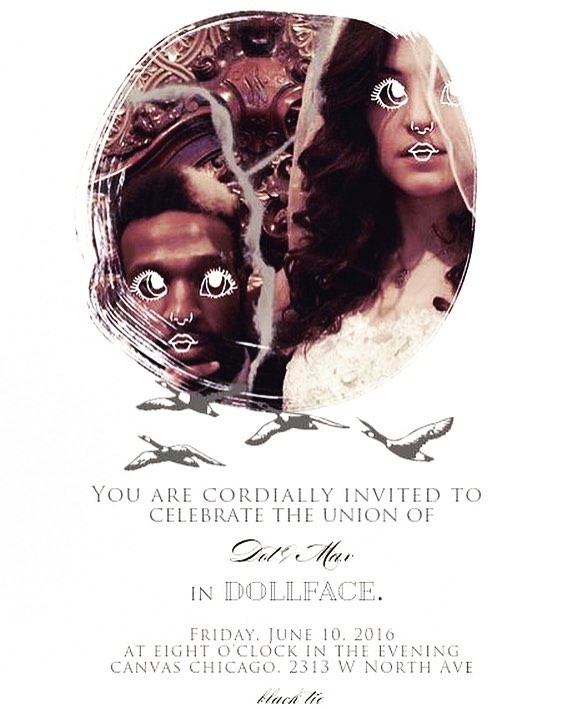 YOU ARE CORDIALLY INVITED TO
CELEBRATE THE UNION OF
Dot & Max
IN DOLLFACE.
FRIDAY, JUNE 10, 2016
AT EIGHT O'CLOCK IN THE EVENING
CANVAS CHICAGO, 2313 W NORTH AVE
black tie